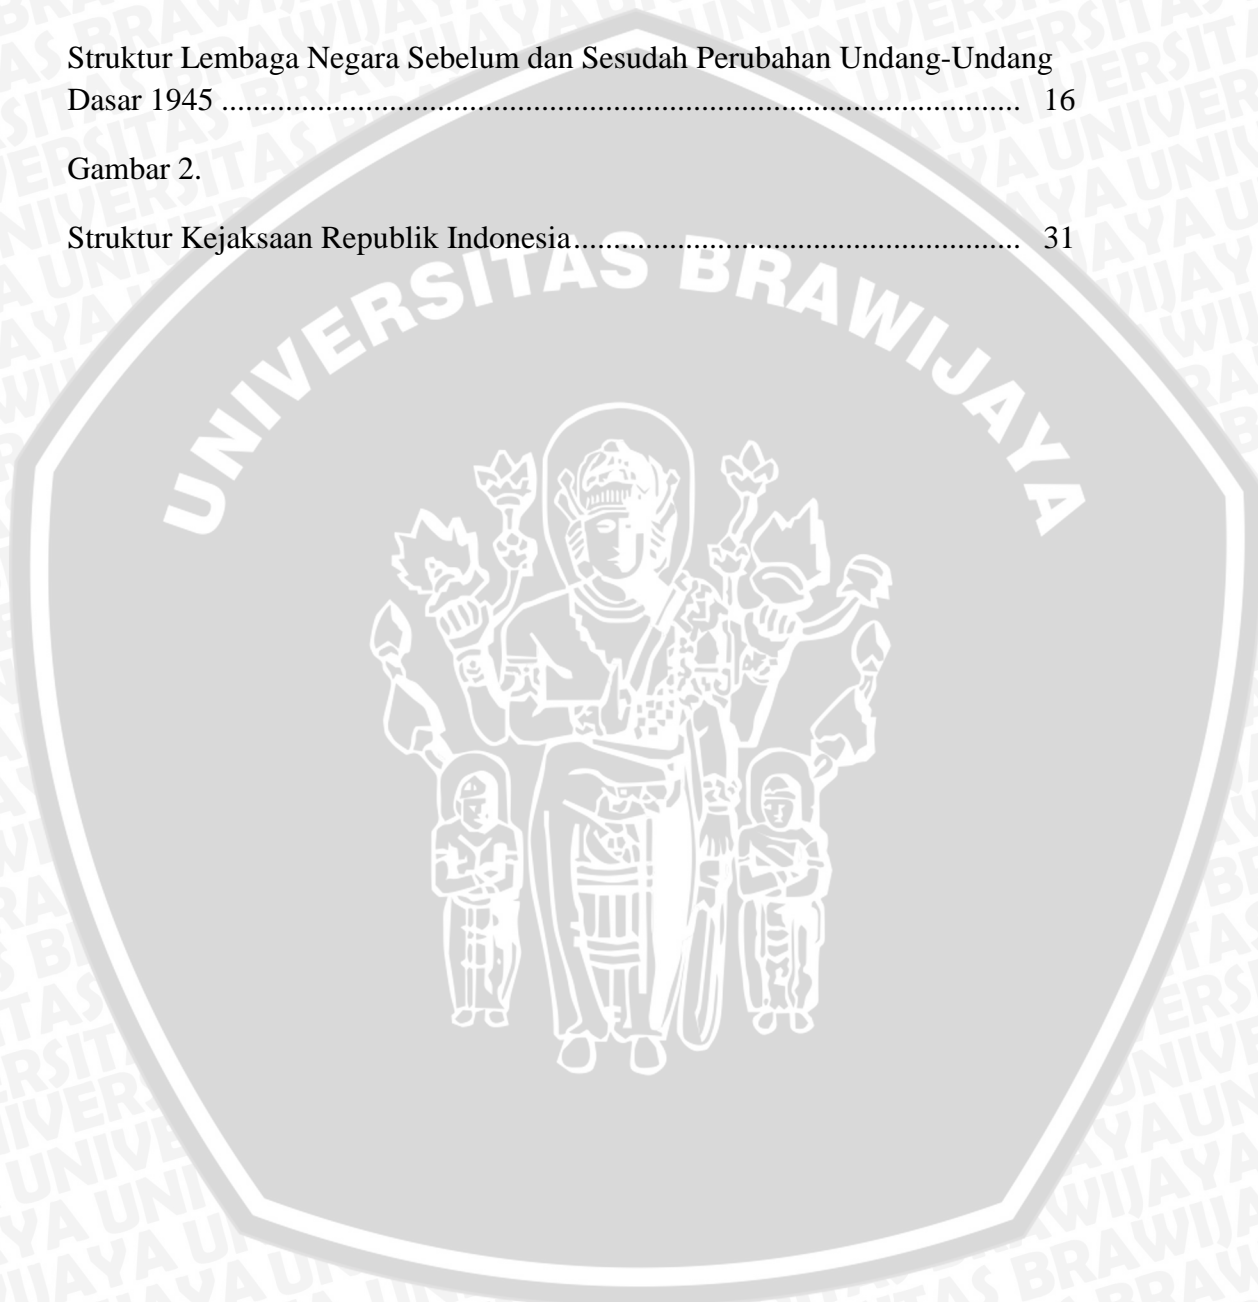 Struktur Lembaga Negara Sebelum dan Sesudah Perubahan Undang-Undang
Dasar 1945 .................................................................................................... 16
Gambar 2.
Struktur Kejaksaan Republik Indonesia........................................................ 31
UNIVERSITAS BRAWIJAYA